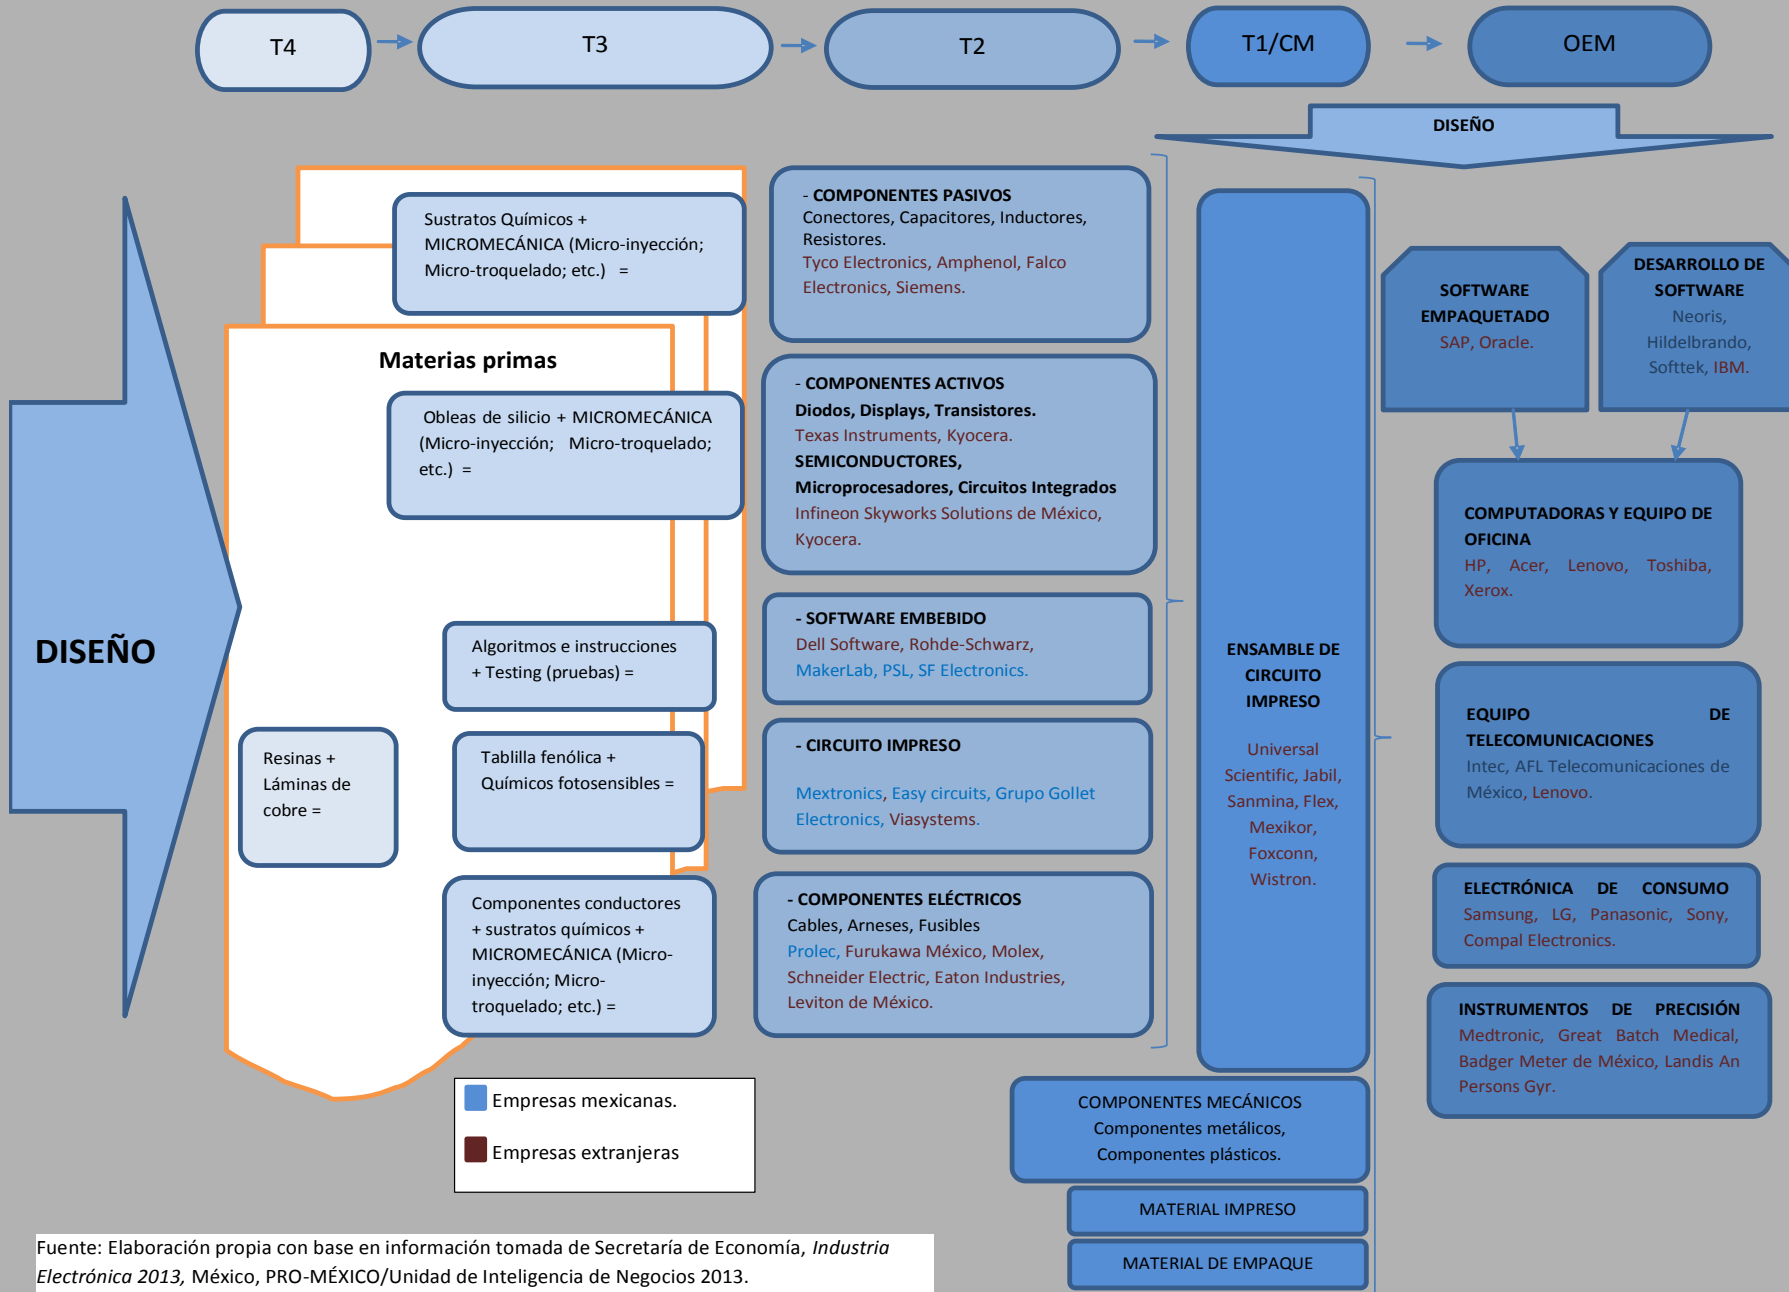 T4
T3
T2
T1/CM
OEM
DISEÑO
DISEÑO
Materias primas
Sustratos Químicos +
MICROMECÁNICA (Micro-inyección;
Micro-troquelado; etc.) =
Obleas de silicio + MICROMECÁNICA
(Micro-inyección; Micro-troquelado;
etc.) =
Algoritmos e instrucciones
+ Testing (pruebas) =
Resinas +
Láminas de
cobre =
Tablilla fenólica +
Químicos fotosensibles =
Componentes conductores
+ sustratos químicos +
MICROMECÁNICA (Micro-
inyección; Micro-
troquelado; etc.) =
- COMPONENTES PASIVOS
Conectores, Capacitores, Inductores,
Resistores.
Tyco Electronics, Amphenol, Falco
Electronics, Siemens.
- COMPONENTES ACTIVOS
Diodos, Displays, Transistores.
Texas Instruments, Kyocera.
SEMICONDUCTORES,
Microprocesadores, Circuitos Integrados
Infineon Skyworks Solutions de México,
Kyocera.
- SOFTWARE EMBEBIDO
Dell Software, Rohde-Schwarz,
MakerLab, PSL, SF Electronics.
- CIRCUITO IMPRESO
Mextronics, Easy circuits, Grupo Gollet
Electronics, Viasystems.
- COMPONENTES ELÉCTRICOS
Cables, Arneses, Fusibles
Prolec, Furukawa México, Molex,
Schneider Electric, Eaton Industries,
Leviton de México.
ENSAMBLE DE
CIRCUITO
IMPRESO
Universal
Scientific, Jabil,
Sanmina, Flex,
Mexikor,
Foxconn,
Wistron.
COMPONENTES MECÁNICOS
Componentes metálicos,
Componentes plásticos.
MATERIAL IMPRESO
MATERIAL DE EMPAQUE
SOFTWARE
EMPAQUETADO
SAP, Oracle.
DESARROLLO DE
SOFTWARE
Neoris,
Hildelbrando,
Softtek, IBM.
COMPUTADORAS Y EQUIPO DE
OFICINA
HP, Acer, Lenovo, Toshiba,
Xerox.
EQUIPO DE
TELECOMUNICACIONES
Intec, AFL Telecomunicaciones de
México, Lenovo.
ELECTRÓNICA DE CONSUMO
Samsung, LG, Panasonic, Sony,
Compal Electronics.
INSTRUMENTOS DE PRECISIÓN
Medtronic, Great Batch Medical,
Badger Meter de México, Landis An
Persons Gyr.
Empresas mexicanas.
Empresas extranjeras
Fuente: Elaboración propia con base en información tomada de Secretaría de Economía, Industria
Electrónica 2013, México, PRO-MÉXICO/Unidad de Inteligencia de Negocios 2013.